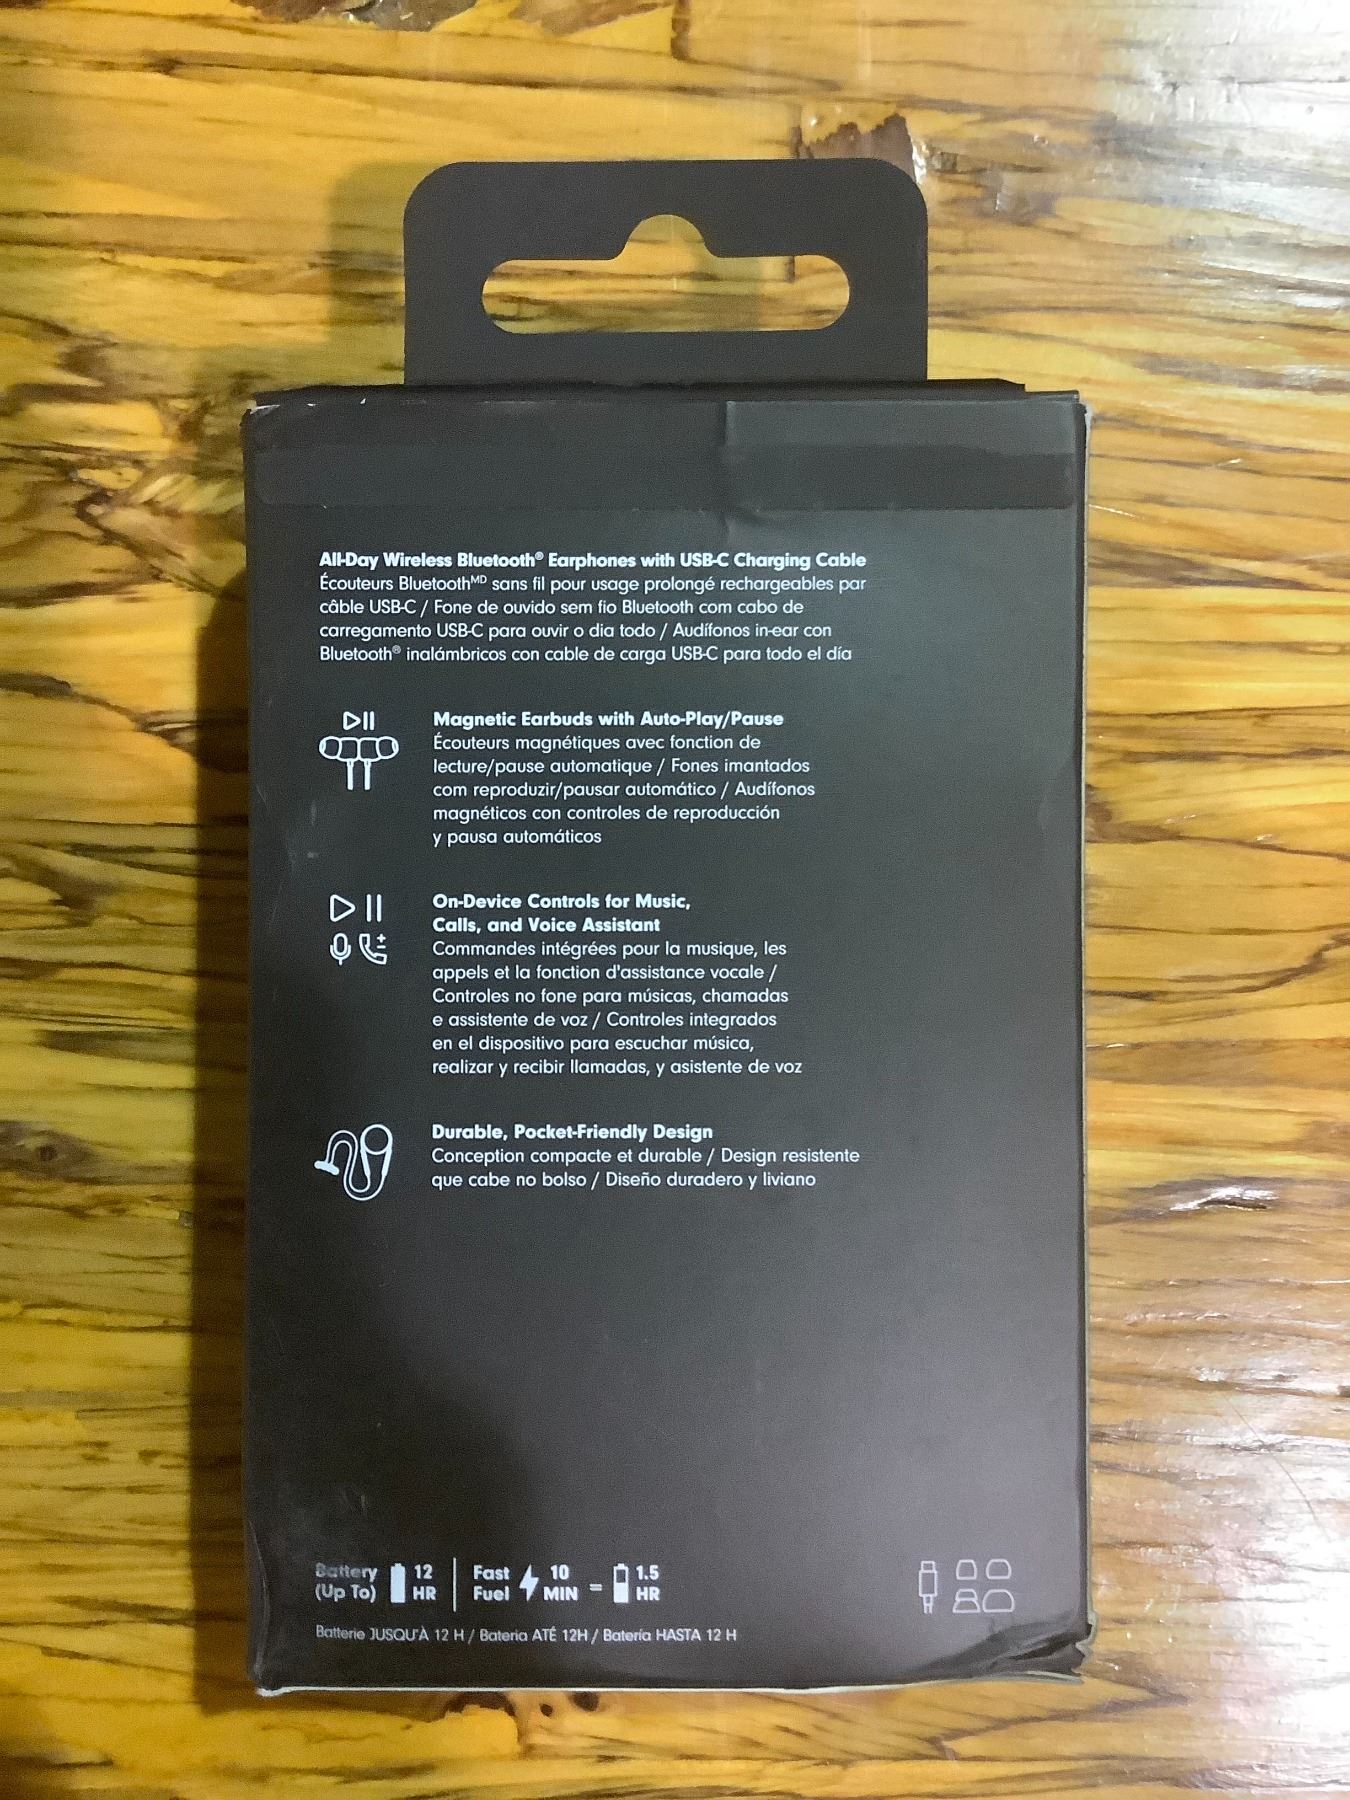 All-Day Wireless Bluetooth® Earphones with USB-C Charging Cable
Écouteurs Bluetoothᴹᴰ sans fil pour usage prolongé rechargeables par
câble USB-C / Fone de ouvido sem fio Bluetooth com cabo de
carregamento USB-C para ouvir o dia todo / Audífonos in-ear con
Bluetooth® inalámbricos con cable de carga USB-C para todo el día
Magnetic Earbuds with Auto-Play/Pause
Écouteurs magnétiques avec fonction de
lecture/pause automatique / Fones imantados
com reproduzir/pausar automático / Audífonos
magnéticos con controles de reproducción
y pausa automáticos
On-Device Controls for Music,
Calls, and Voice Assistant
Commandes intégrées pour la musique, les
appels et la fonction d'assistance vocale /
Controles no fone para músicas, chamadas
e assistente de voz / Controles integrados
en el dispositivo para escuchar música,
realizar y recibir llamadas, y asistente de voz
Durable, Pocket-Friendly Design
Conception compacte et durable / Design resistente
que cabe no bolso / Diseño duradero y liviano
Battery 12 Fast 10 1.5
(Up To) HR Fuel MIN = HR
Batterie JUSQU'À 12 H / Bateria ATÉ 12H / Batería HASTA 12 H